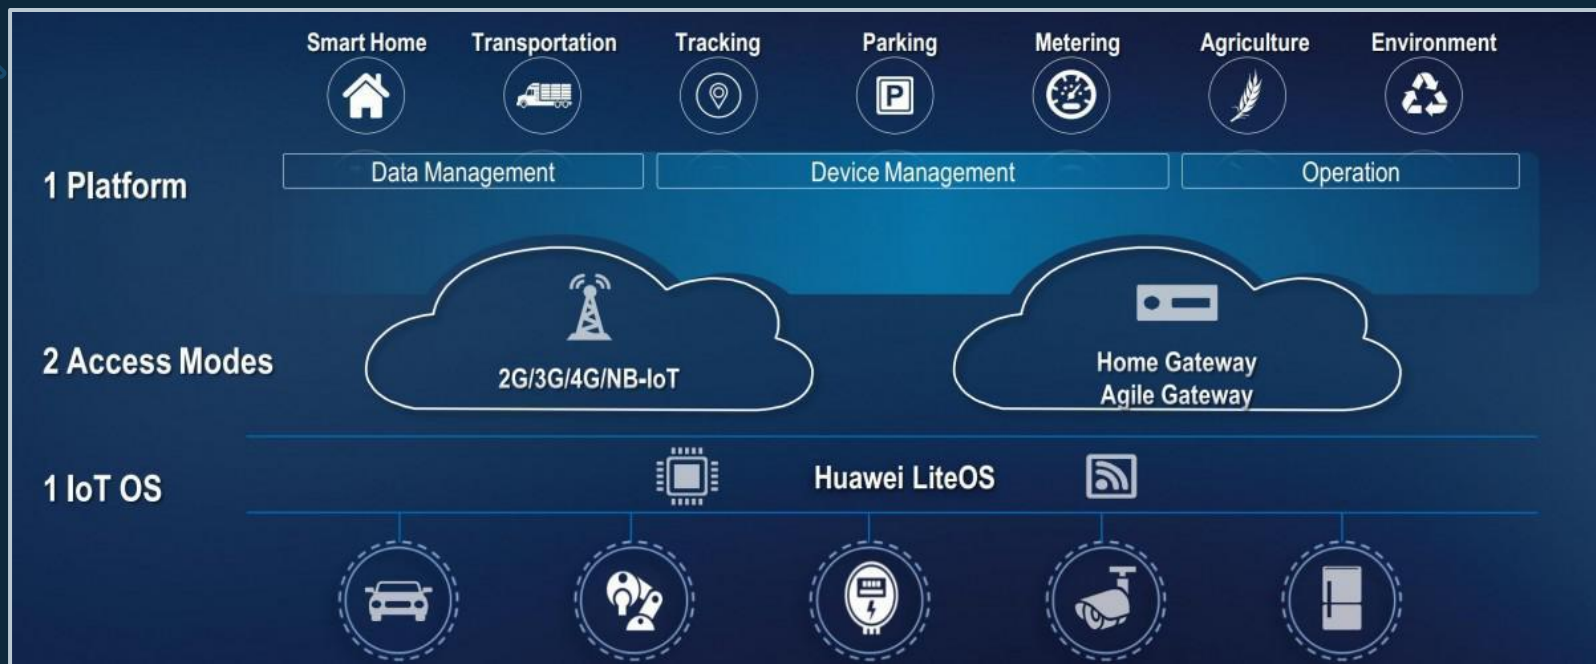 Smart Home
Transportation
Tracking
Parking
Metering
Agriculture
Environment
P
1 Platform
Data Management
Device Management
Operation
2 Access Modes
2G/3G/4G/NB-IoT
Home Gateway
Agile Gateway
1 IoT OS
Huawei LiteOS